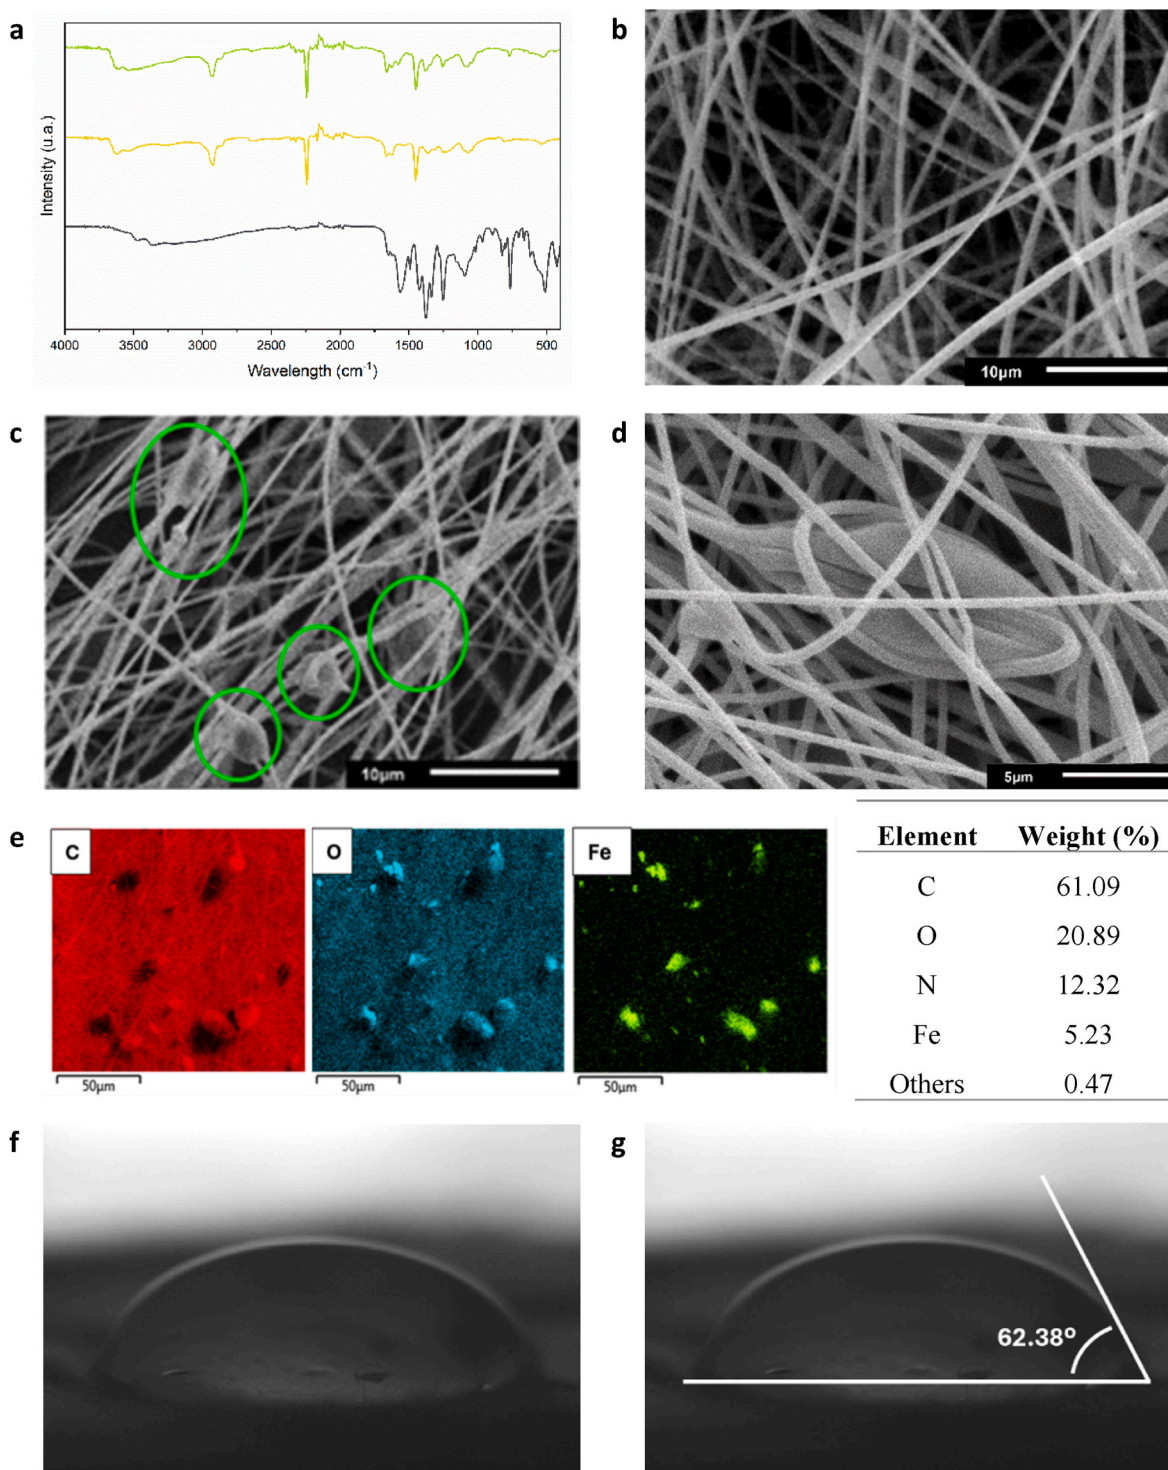 a
Intensity (u.a.)
4000 3500 3000 2500 2000 1500 1000 500
Wavelength (cm⁻¹)
b
10µm
c
10µm
d
5µm
e
C
50µm
O
50µm
Fe
50µm
Element Weight (%)
C 61.09
O 20.89
N 12.32
Fe 5.23
Others 0.47
f
g
62.38º